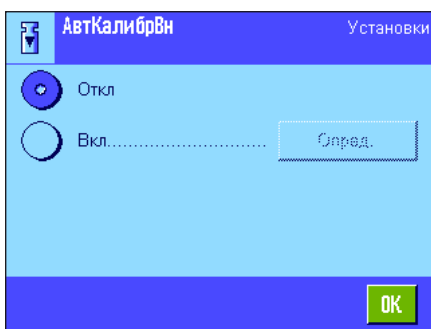 АвтКалибрВн
Установки
Откл
Вкл............................ Опред.
OK